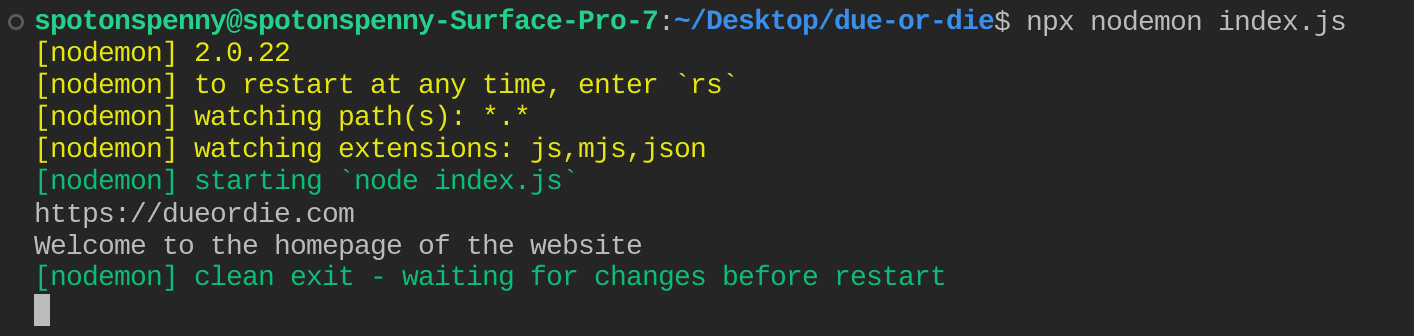 spotonspenny@spotonspenny-Surface-Pro-7:~/Desktop/due-or-die$ npx nodemon index.js
[nodemon] 2.0.22
[nodemon] to restart at any time, enter `rs`
[nodemon] watching path(s): *.*
[nodemon] watching extensions: js,mjs,json
[nodemon] starting `node index.js`
https://dueordie.com
Welcome to the homepage of the website
[nodemon] clean exit - waiting for changes before restart